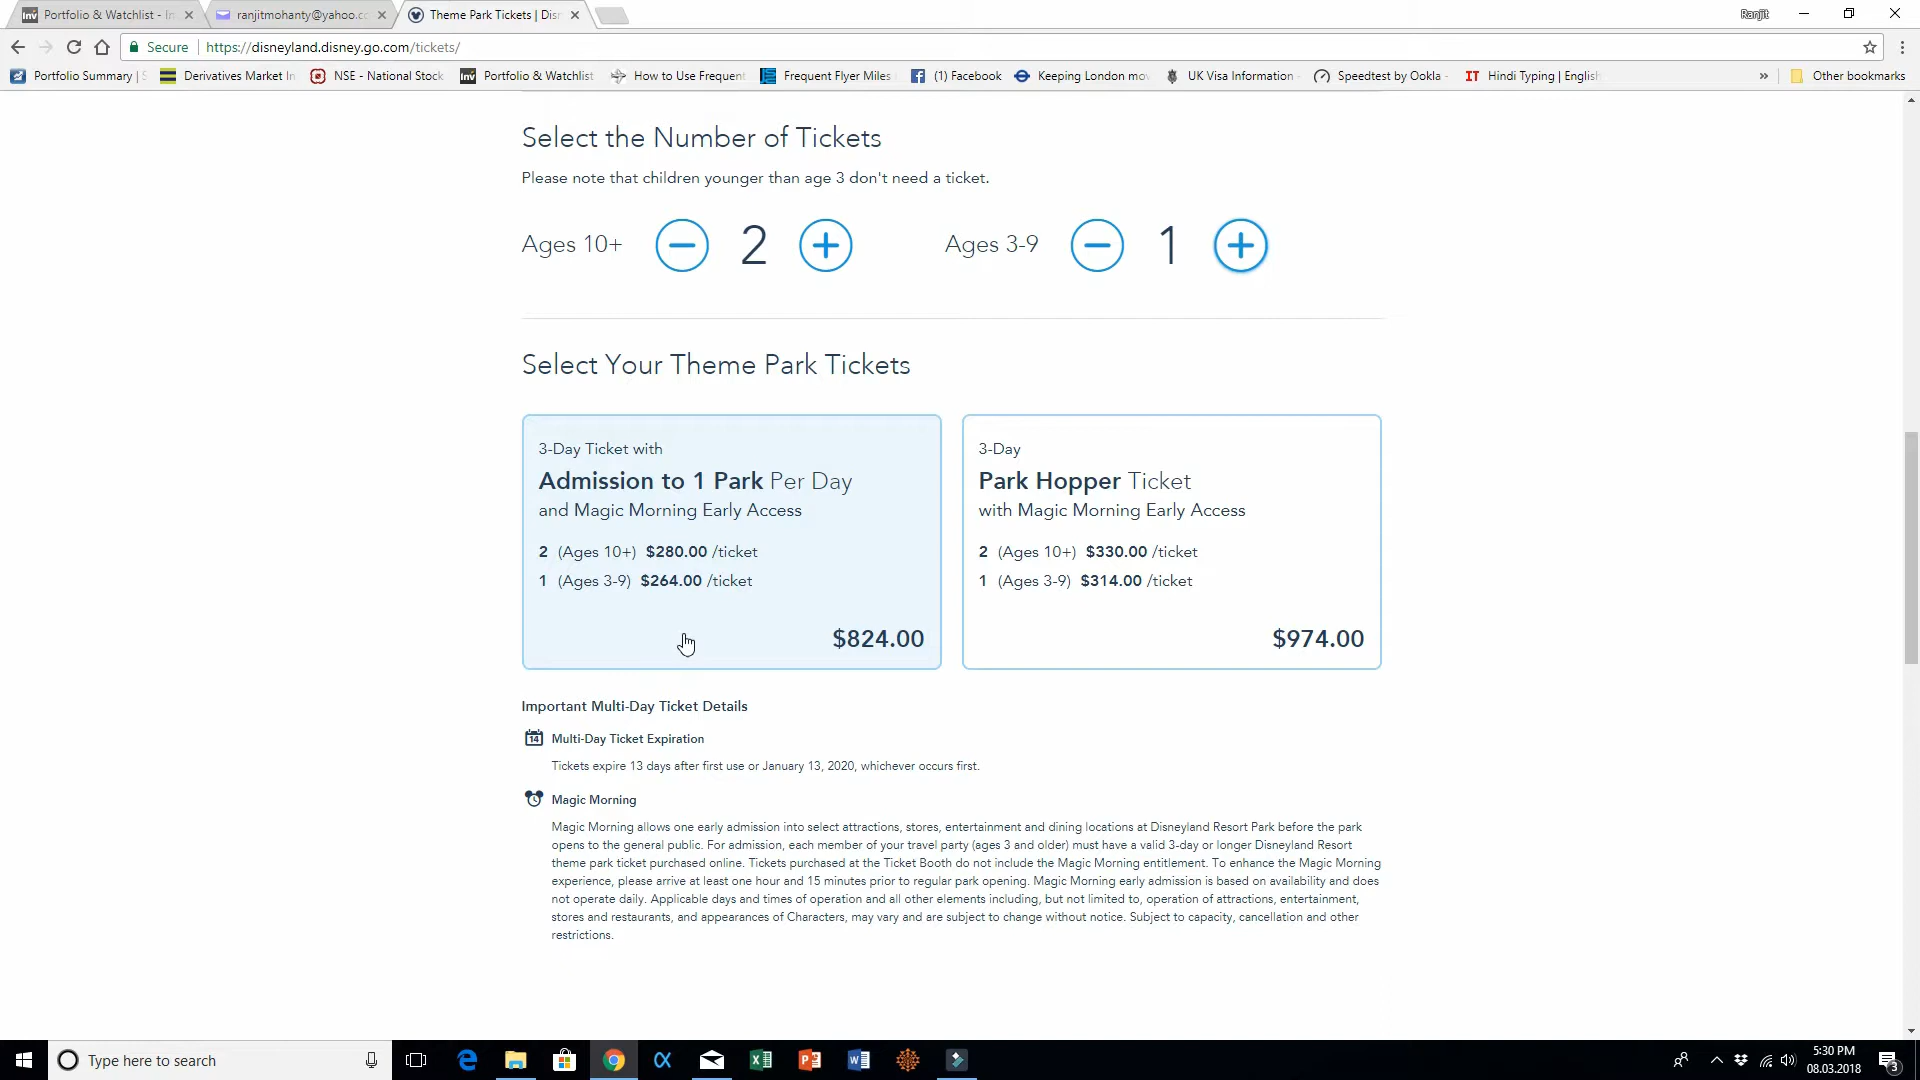 Portfolio & Watchlist - In
ranjitmohanty@yahoo.co
Theme Park Tickets | Dis
Ranjit
Secure
https://disneyland.disney.go.com/tickets/
Portfolio Summary | S
Derivatives Market In
NSE - National Stock
Portfolio & Watchlist
How to Use Frequent
Frequent Flyer Miles
(1) Facebook
Keeping London mov
UK Visa Information
Speedtest by Ookla -
Hindi Typing | English
Other bookmarks
Select the Number of Tickets
Please note that children younger than age 3 don't need a ticket.
Ages 10+ 2 Ages 3-9 1
Select Your Theme Park Tickets
3-Day Ticket with
Admission to 1 Park Per Day
and Magic Morning Early Access
2 (Ages 10+) $280.00 /ticket
1 (Ages 3-9) $264.00 /ticket
$824.00
3-Day
Park Hopper Ticket
with Magic Morning Early Access
2 (Ages 10+) $330.00 /ticket
1 (Ages 3-9) $314.00 /ticket
$974.00
Important Multi-Day Ticket Details
14 Multi-Day Ticket Expiration
Tickets expire 13 days after first use or January 13, 2020, whichever occurs first.
Magic Morning
Magic Morning allows one early admission into select attractions, stores, entertainment and dining locations at Disneyland Resort Park before the park
opens to the general public. For admission, each member of your travel party (ages 3 and older) must have a valid 3-day or longer Disneyland Resort
theme park ticket purchased online. Tickets purchased at the Ticket Booth do not include the Magic Morning entitlement. To enhance the Magic Morning
experience, please arrive at least one hour and 15 minutes prior to regular park opening. Magic Morning early admission is based on availability and does
not operate daily. Applicable days and times of operation and all other elements including, but not limited to, operation of attractions, entertainment,
stores and restaurants, and appearances of Characters, may vary and are subject to change without notice. Subject to capacity, cancellation and other
restrictions.
Type here to search
5:30 PM
08.03.2018
3